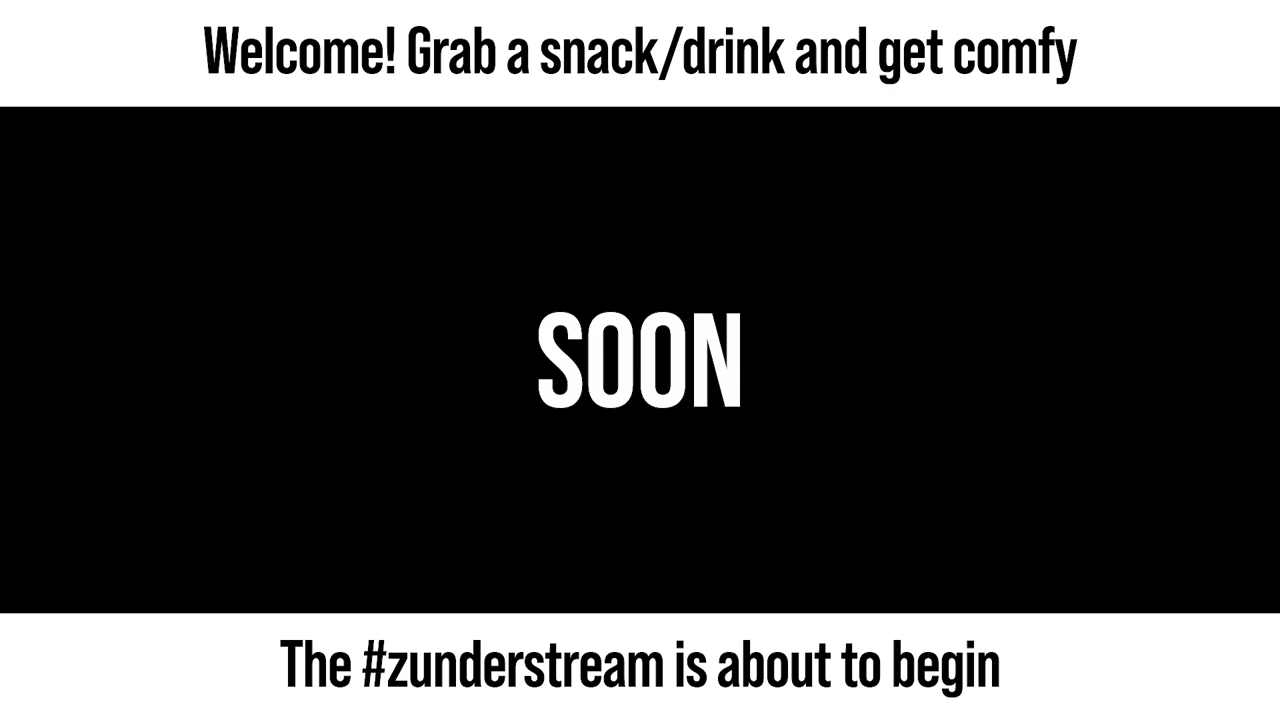 Welcome! Grab a snack/drink and get comfy
SOON
The #zunderstream is about to begin